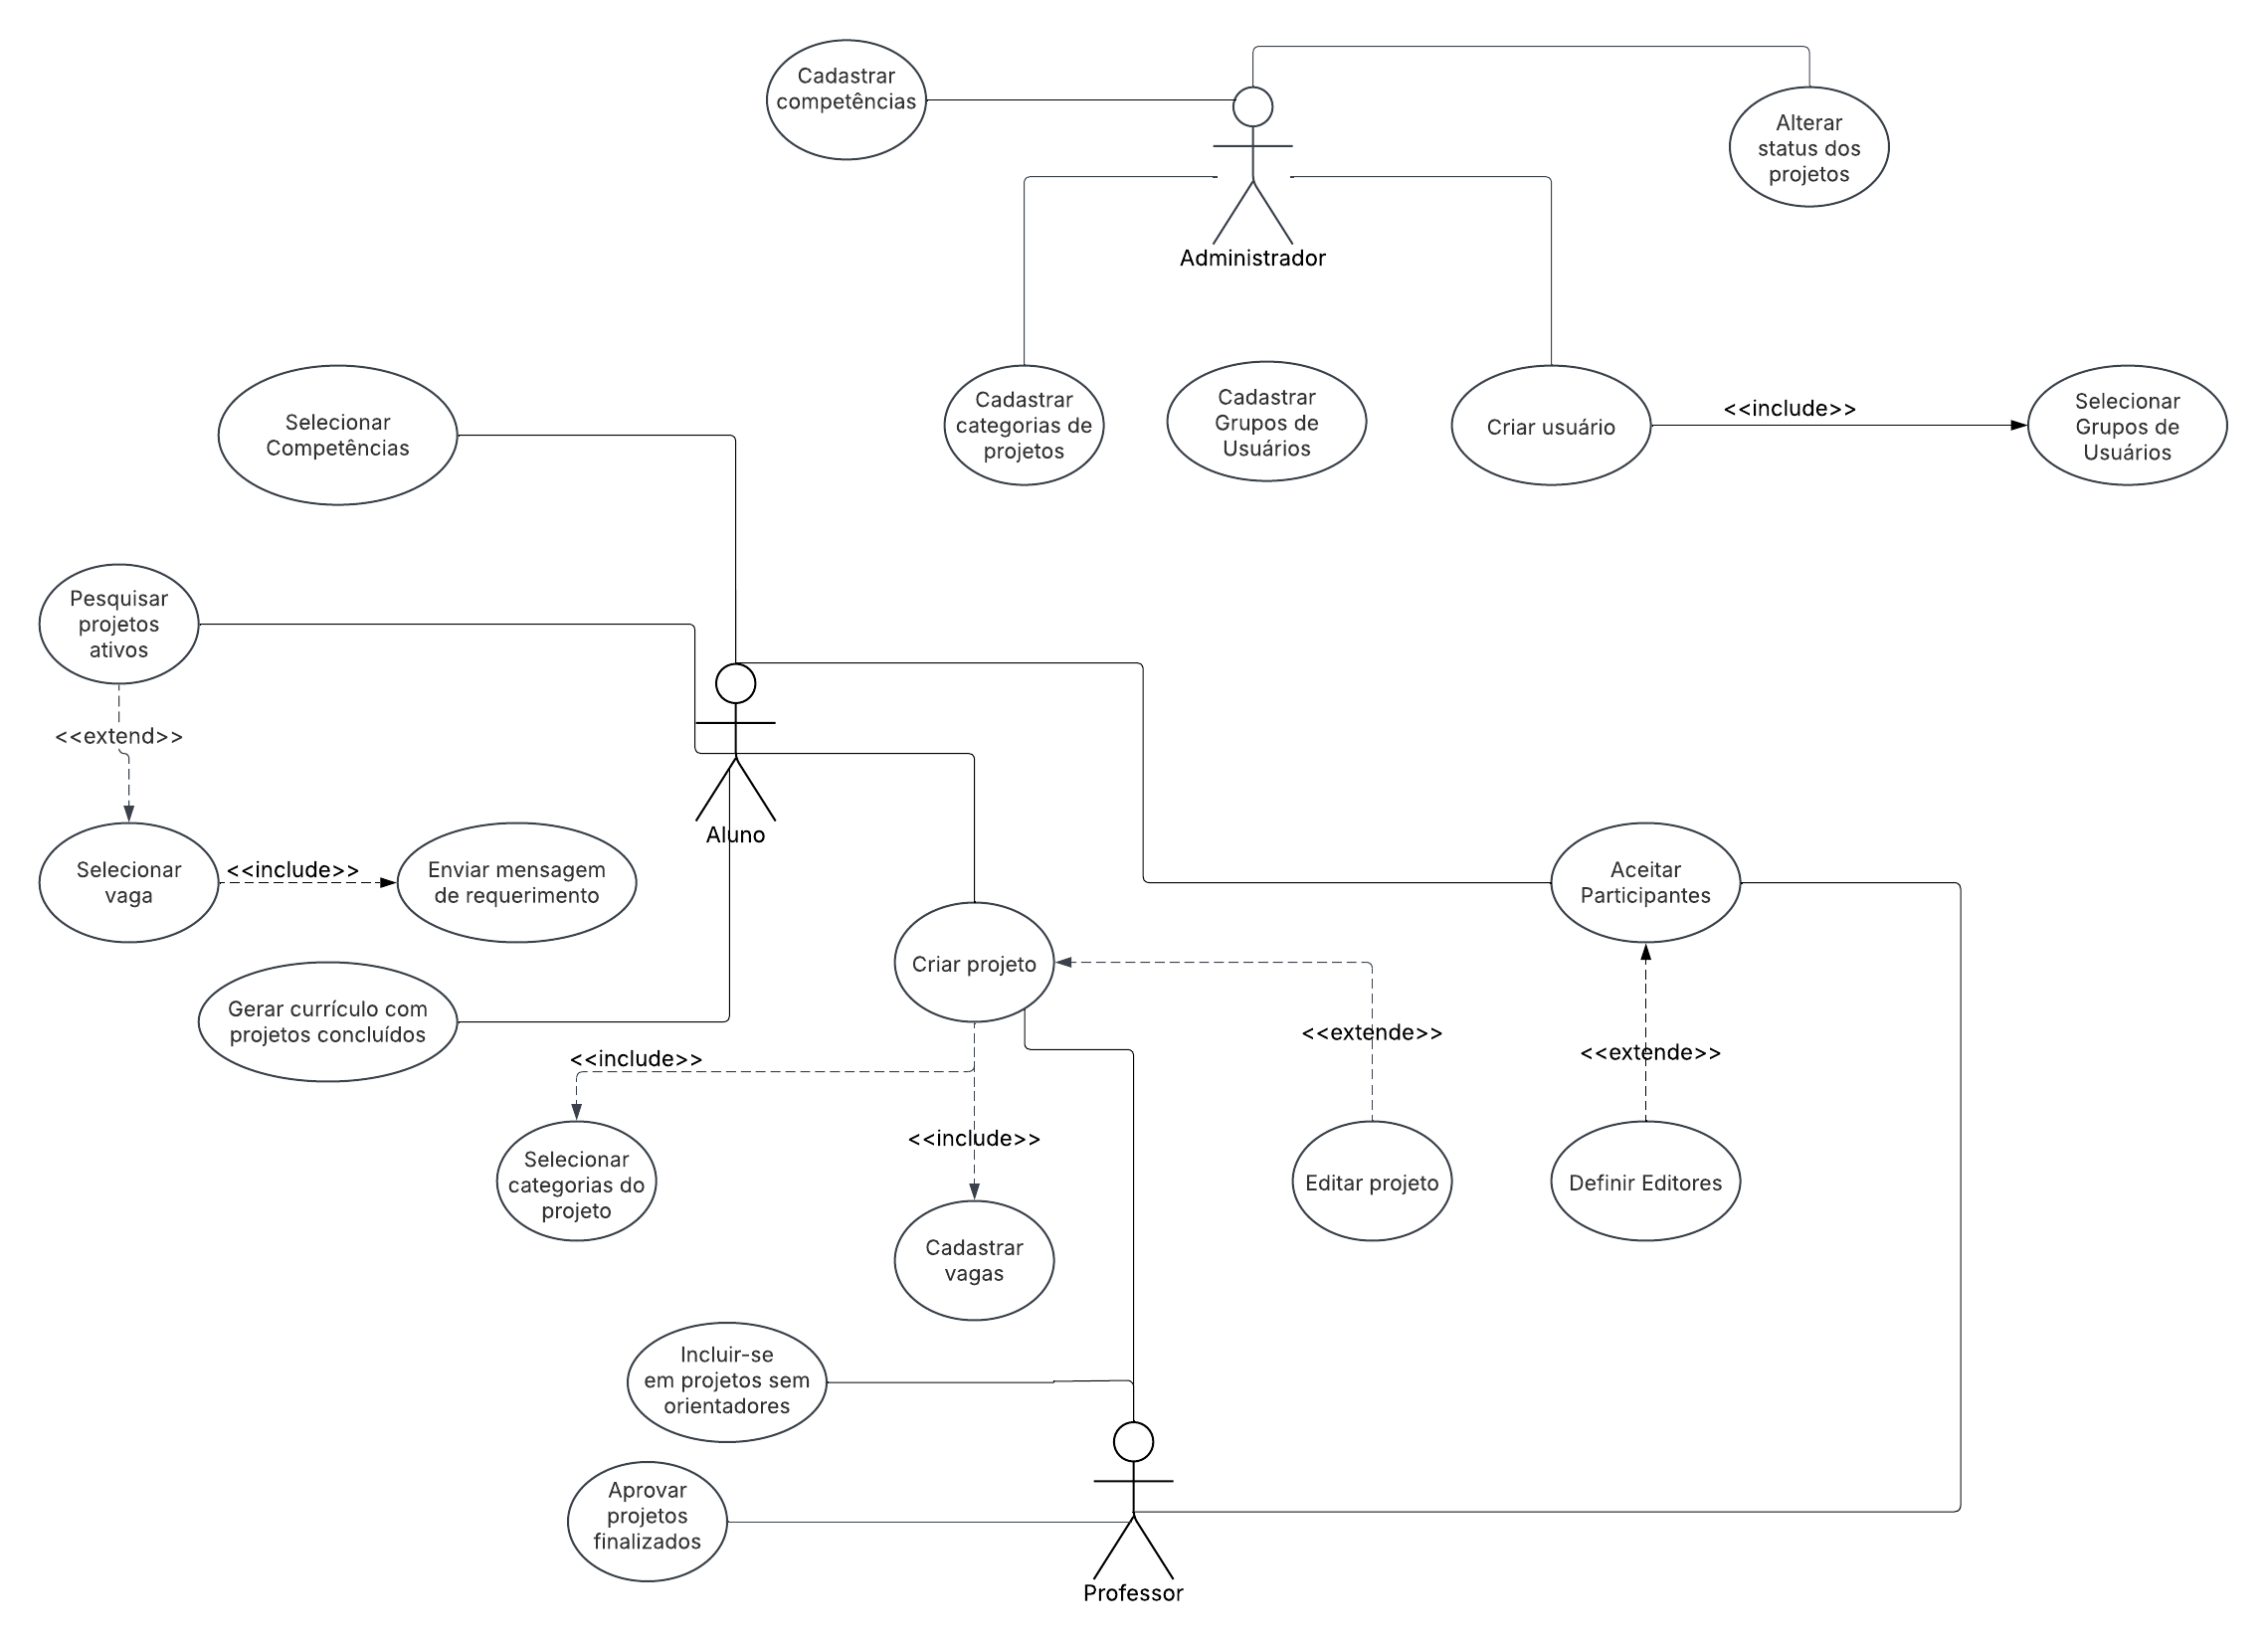 Cadastrar
competências
Alterar
status dos
projetos
Administrador
Cadastrar
categorias de
projetos
Cadastrar
Grupos de
Usuários
Criar usuário
<<include>>
Selecionar
Grupos de
Usuários
Selecionar
Competências
Pesquisar
projetos
ativos
<<extend>>
Aluno
Selecionar
vaga
<<include>>
Enviar mensagem
de requerimento
Aceitar
Participantes
Criar projeto
Gerar currículo com
projetos concluídos
<<extende>>
<<extende>>
<<include>>
<<include>>
Selecionar
categorias do
projeto
Editar projeto
Definir Editores
Cadastrar
vagas
Incluir-se
em projetos sem
orientadores
Aprovar
projetos
finalizados
Professor